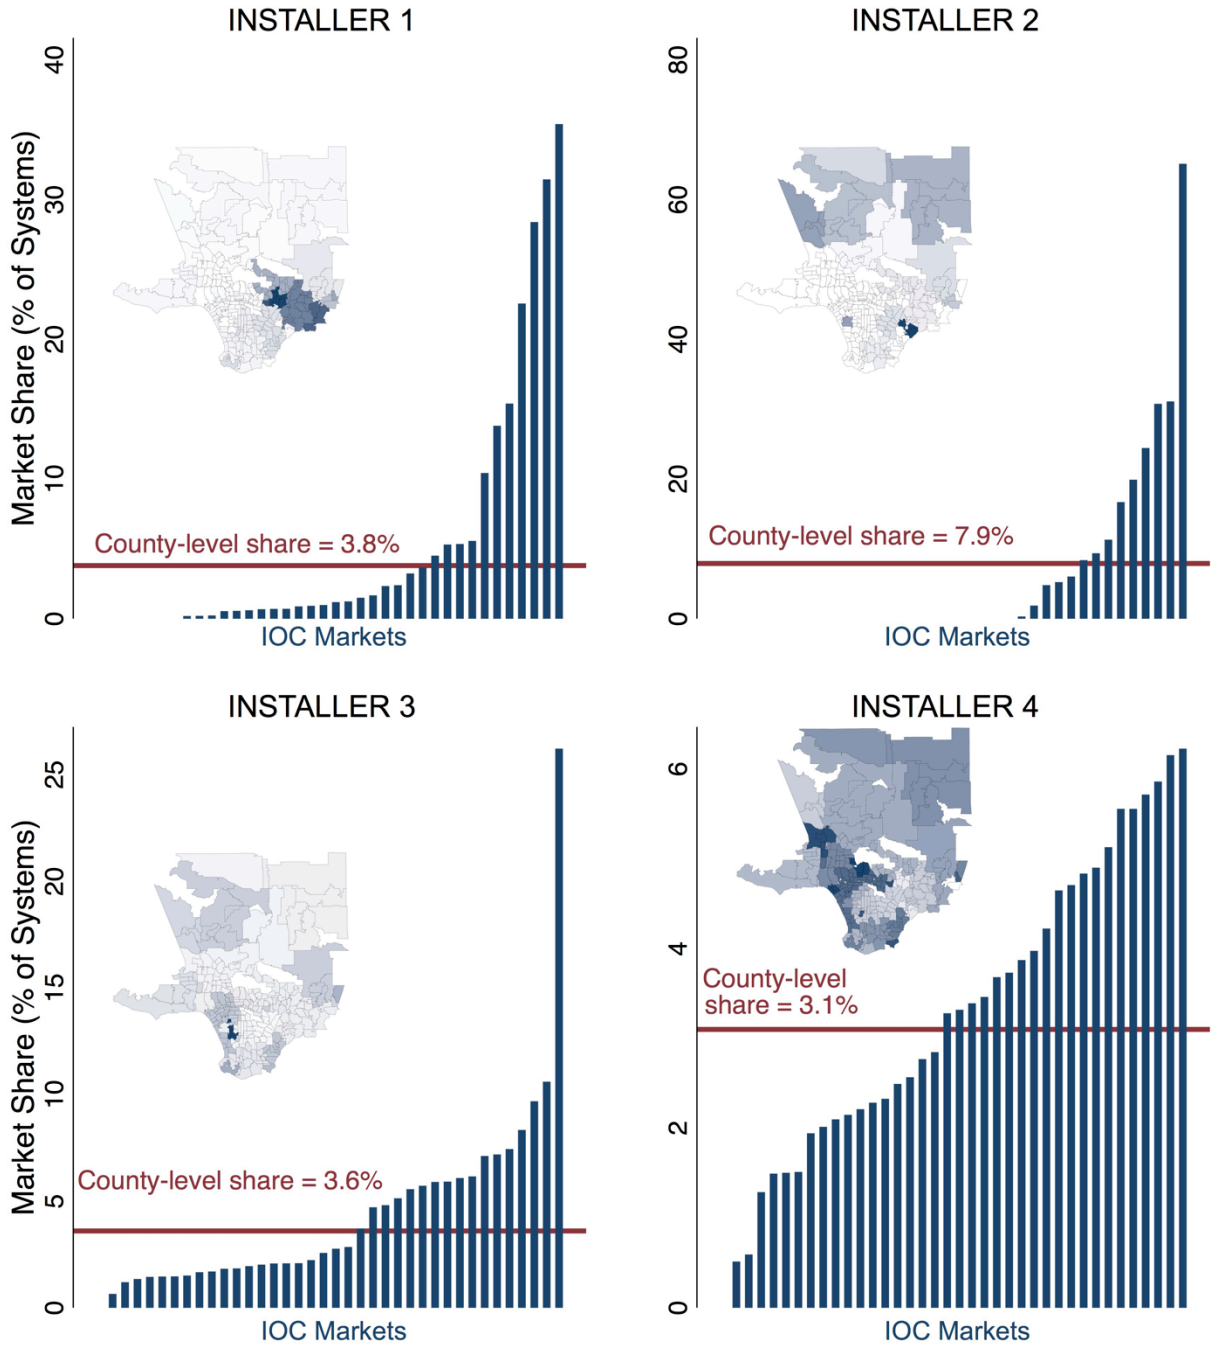 INSTALLER 1
Market Share (% of Systems)
40
30
20
10
0
County-level share = 3.8%
IOC Markets
INSTALLER 2
80
60
40
20
0
County-level share = 7.9%
IOC Markets
INSTALLER 3
Market Share (% of Systems)
25
20
15
10
5
0
County-level share = 3.6%
IOC Markets
INSTALLER 4
6
4
2
0
County-level
share = 3.1%
IOC Markets